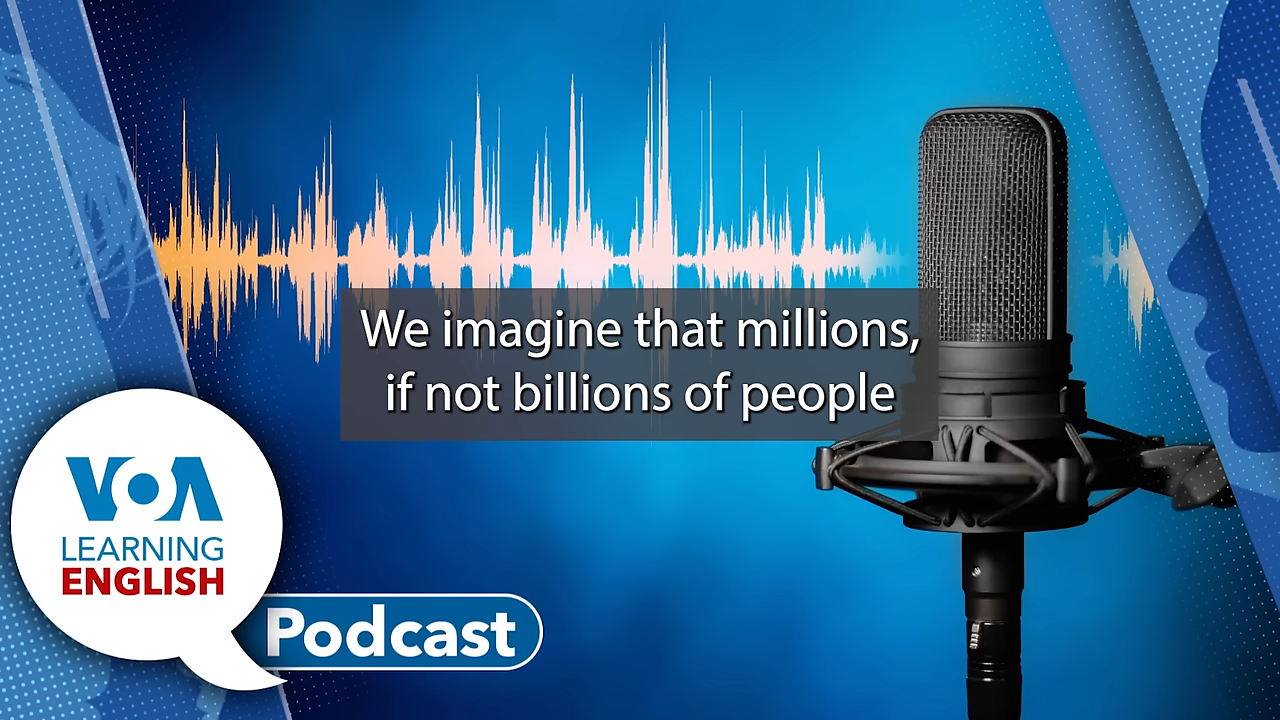 We imagine that millions,
if not billions of people
VOA
LEARNING
ENGLISH
Podcast